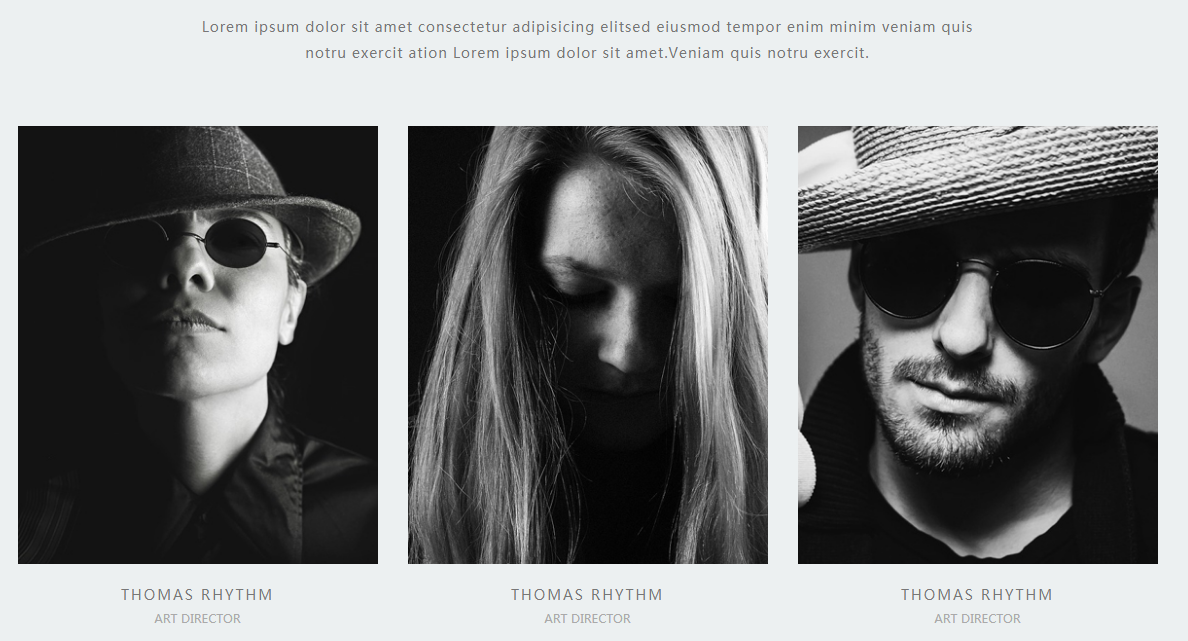 Lorem ipsum dolor sit amet consectetur adipisicing elitsed eiusmod tempor enim minim veniam quis
notru exercit ation Lorem ipsum dolor sit amet.Veniam quis notru exercit.
THOMAS RHYTHM
ART DIRECTOR
THOMAS RHYTHM
ART DIRECTOR
THOMAS RHYTHM
ART DIRECTOR